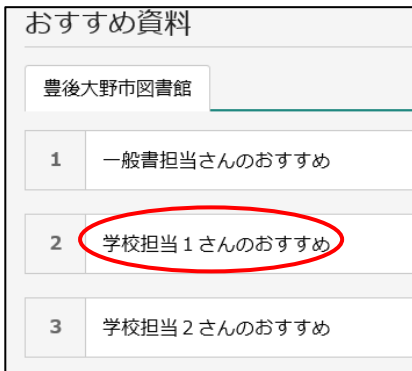 おすすめ資料
豊後大野市図書館
1 一般書担当さんのおすすめ
2 学校担当１さんのおすすめ
3 学校担当２さんのおすすめ